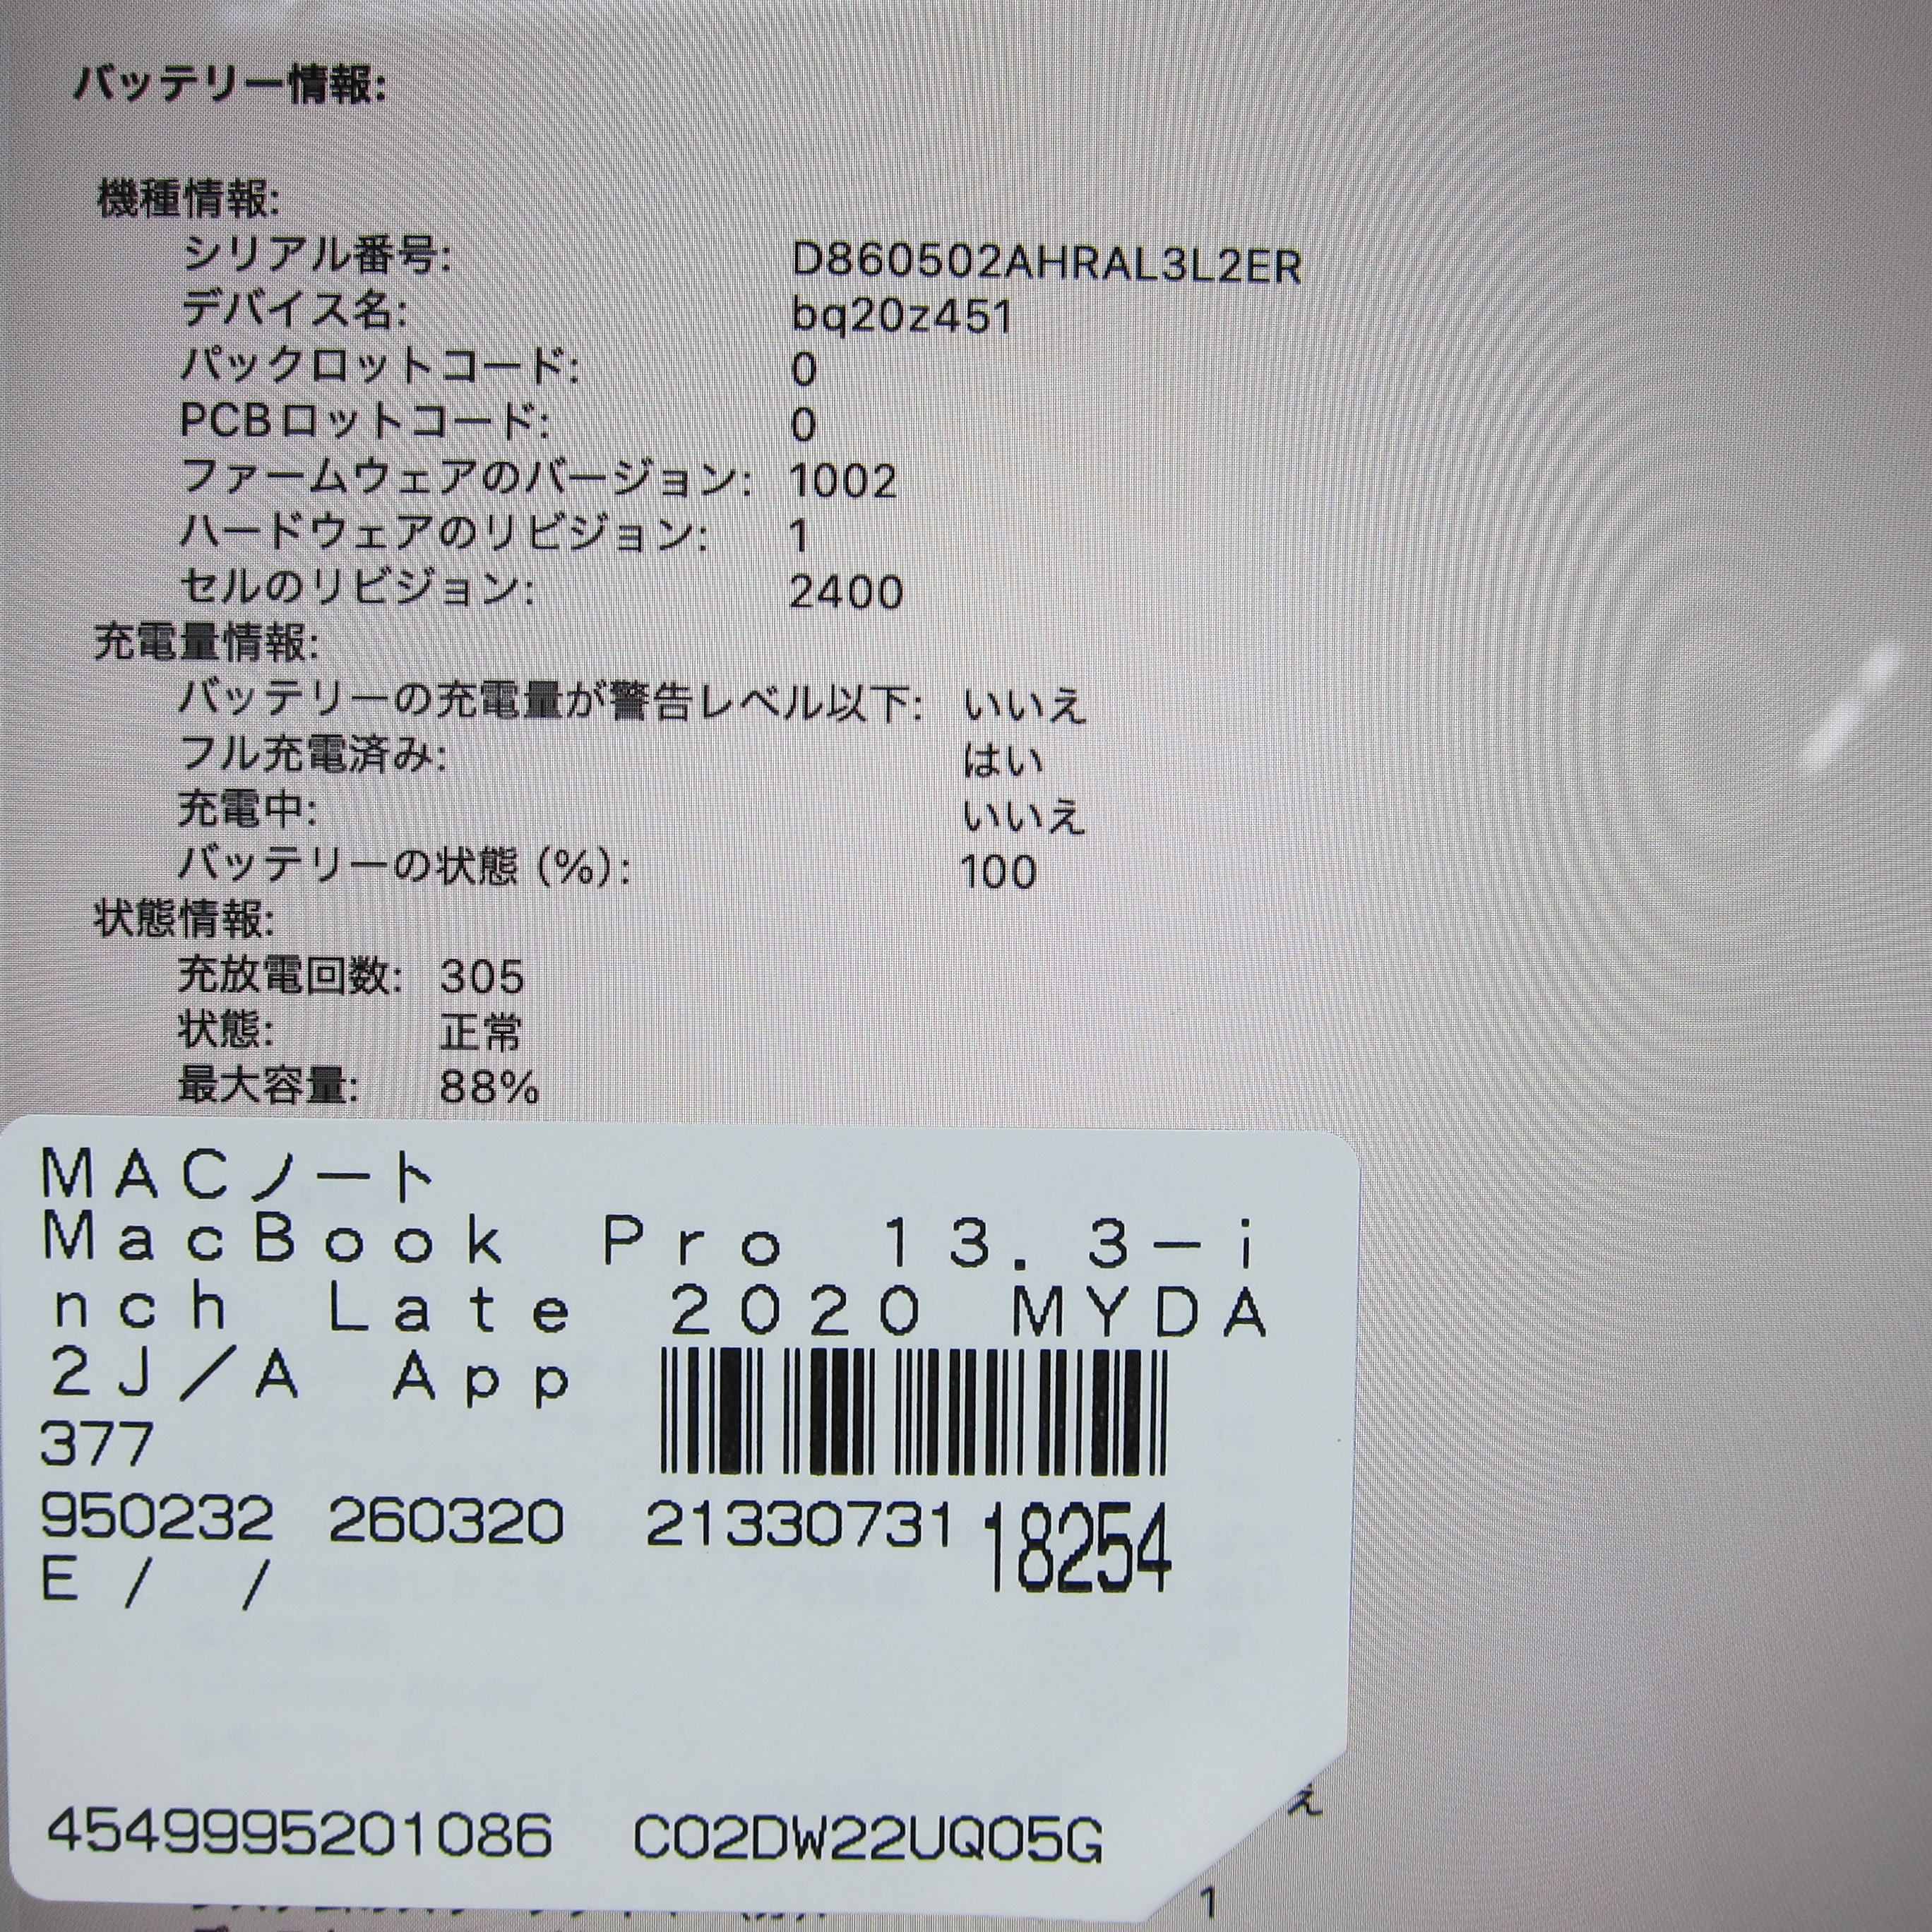 バッテリー情報:
機種情報:
シリアル番号: D860502AHRAL3L2ER
デバイス名: bq20z451
パックロットコード: 0
PCBロットコード: 0
ファームウェアのバージョン: 1002
ハードウェアのリビジョン: 1
セルのリビジョン: 2400
充電量情報:
バッテリーの充電量が警告レベル以下: いいえ
フル充電済み: はい
充電中: いいえ
バッテリーの状態 (%): 100
状態情報:
充放電回数: 305
状態: 正常
最大容量: 88%
MACノート
MacBook Pro 13.3-i
nch Late 2020 MYDA
2J/A App
377
950232 260320 21330731 18254
E / /
4549995201086 C02DW22UQ05G
え
1